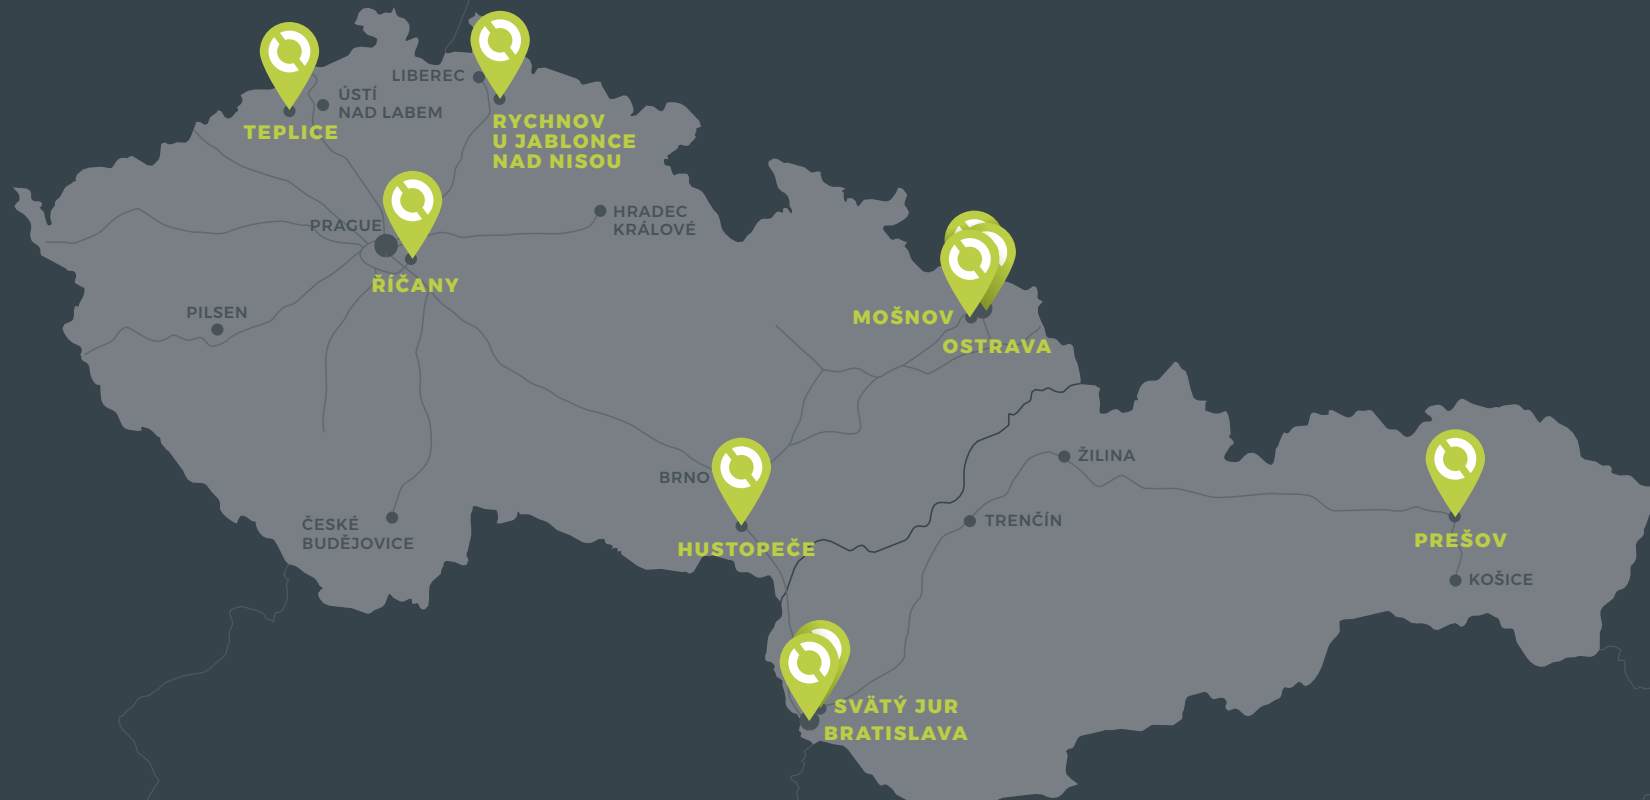 LIBEREC
ÚSTÍ
NAD LABEM
TEPLICE
RYCHNOV
U JABLONCE
NAD NISOU
HRADEC
KRÁLOVÉ
PRAGUE
ŘÍČANY
PILSEN
MOŠNOV
OSTRAVA
BRNO
ŽILINA
ČESKÉ
BUDĚJOVICE
TRENČÍN
HUSTOPEČE
PREŠOV
KOŠICE
SVÄTÝ JUR
BRATISLAVA